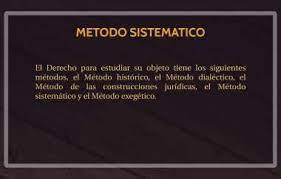 METODO SISTEMATICO
El Derecho para estudiar su objeto tiene los siguientes
métodos, el Método histórico, el Método dialéctico, el
Método de las construcciones jurídicas, el Método
sistemático y el Método exegético.